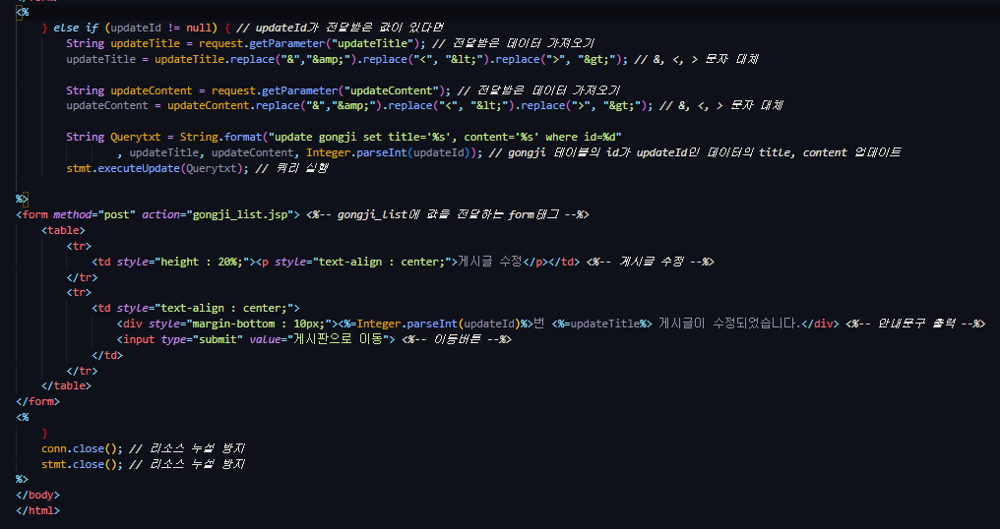 <%
} else if (updateId != null) { // updateId가 전달받은 값이 있다면
String updateTitle = request.getParameter("updateTitle"); // 전달받은 데이터 가져오기
updateTitle = updateTitle.replace("&","&amp;").replace("<", "&lt;").replace(">", "&gt;"); // &, <, > 문자 대체
String updateContent = request.getParameter("updateContent"); // 전달받은 데이터 가져오기
updateContent = updateContent.replace("&","&amp;").replace("<", "&lt;").replace(">", "&gt;"); // &, <, > 문자 대체
String Querytxt = String.format("update gongji set title='%s', content='%s' where id=%d"
, updateTitle, updateContent, Integer.parseInt(updateId)); // gongji 테이블의 id가 updateId인 데이터의 title, content 업데이트
stmt.executeUpdate(Querytxt); // 쿼리 실행
%>
<form method="post" action="gongji_list.jsp"> <%-- gongji_list에 값을 전달하는 form태그 --%>
<table>
<tr>
<td style="height : 20%;"><p style="text-align : center;">게시글 수정</p></td> <%-- 게시글 수정 --%>
</tr>
<tr>
<td style="text-align : center;">
<div style="margin-bottom : 10px;"><%=Integer.parseInt(updateId)%>번 <%=updateTitle%> 게시글이 수정되었습니다.</div> <%-- 안내문구 출력 --%>
<input type="submit" value="게시판으로 이동"> <%-- 이동버튼 --%>
</td>
</tr>
</table>
</form>
<%
}
conn.close(); // 리소스 누설 방지
stmt.close(); // 리소스 누설 방지
%>
</body>
</html>